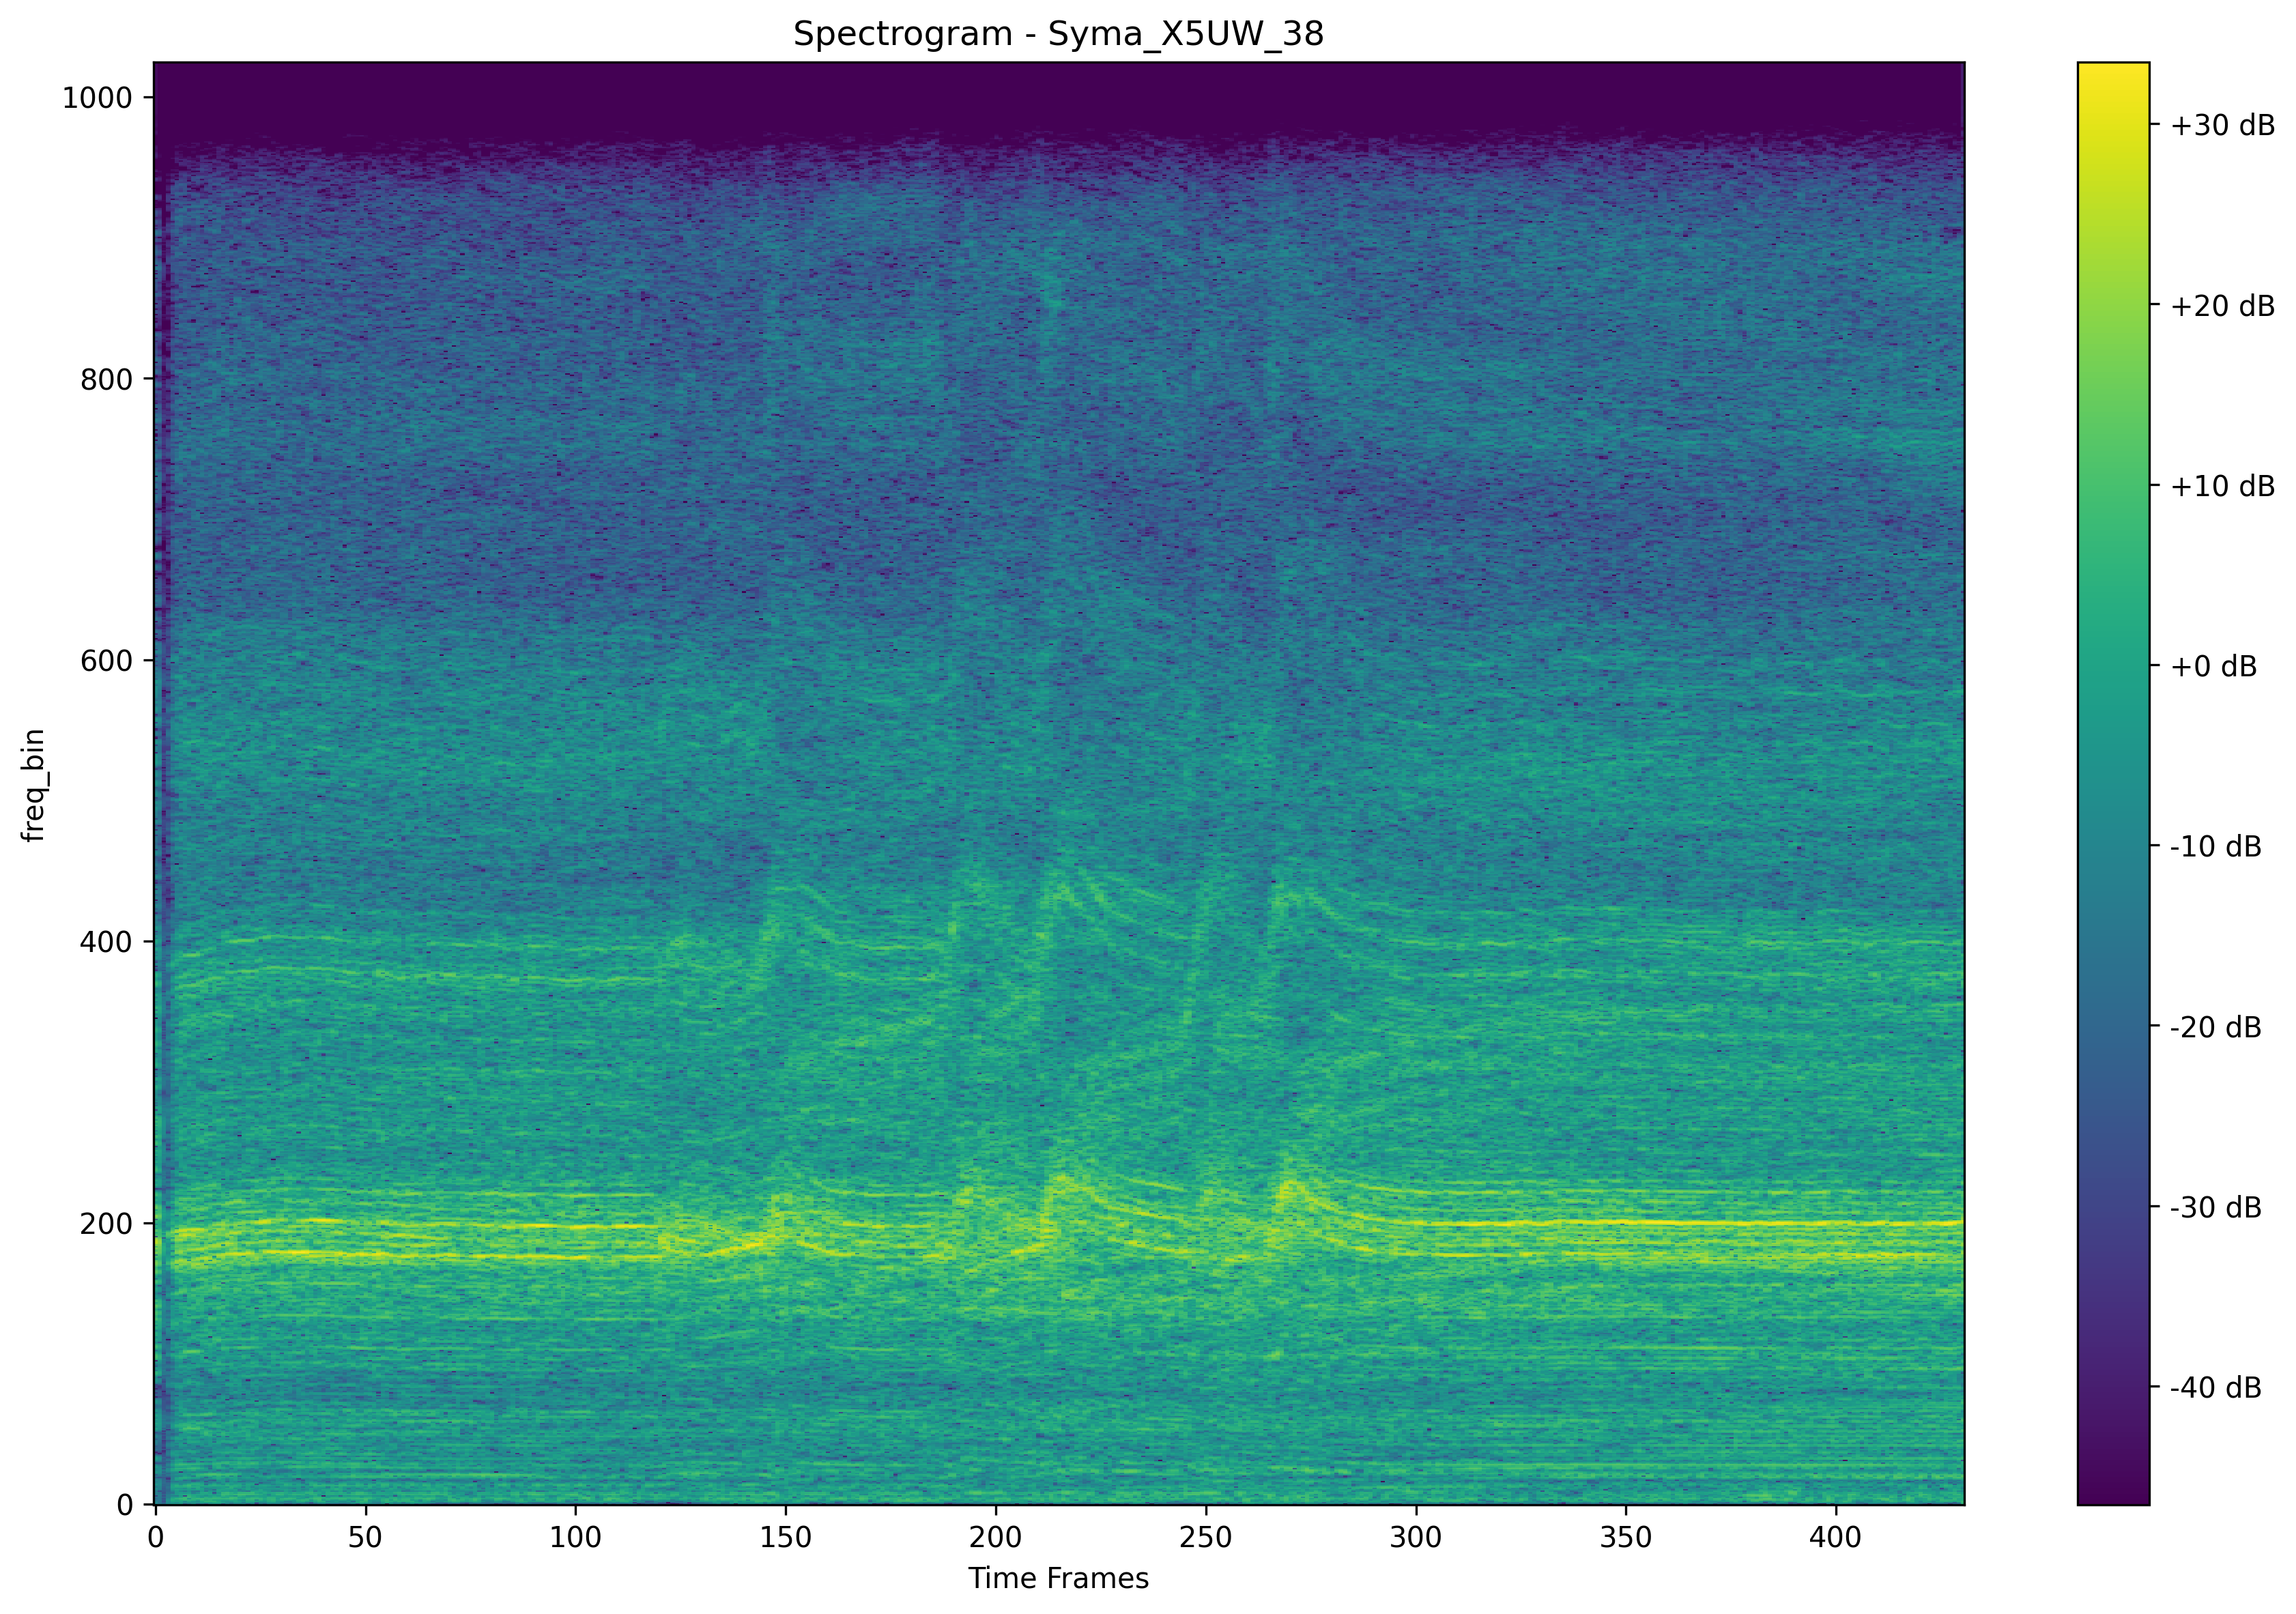 Spectrogram - Syma_X5UW_38
freq_bin
1000
800
600
400
200
0
0 50 100 150 200 250 300 350 400
Time Frames
+30 dB
+20 dB
+10 dB
+0 dB
-10 dB
-20 dB
-30 dB
-40 dB